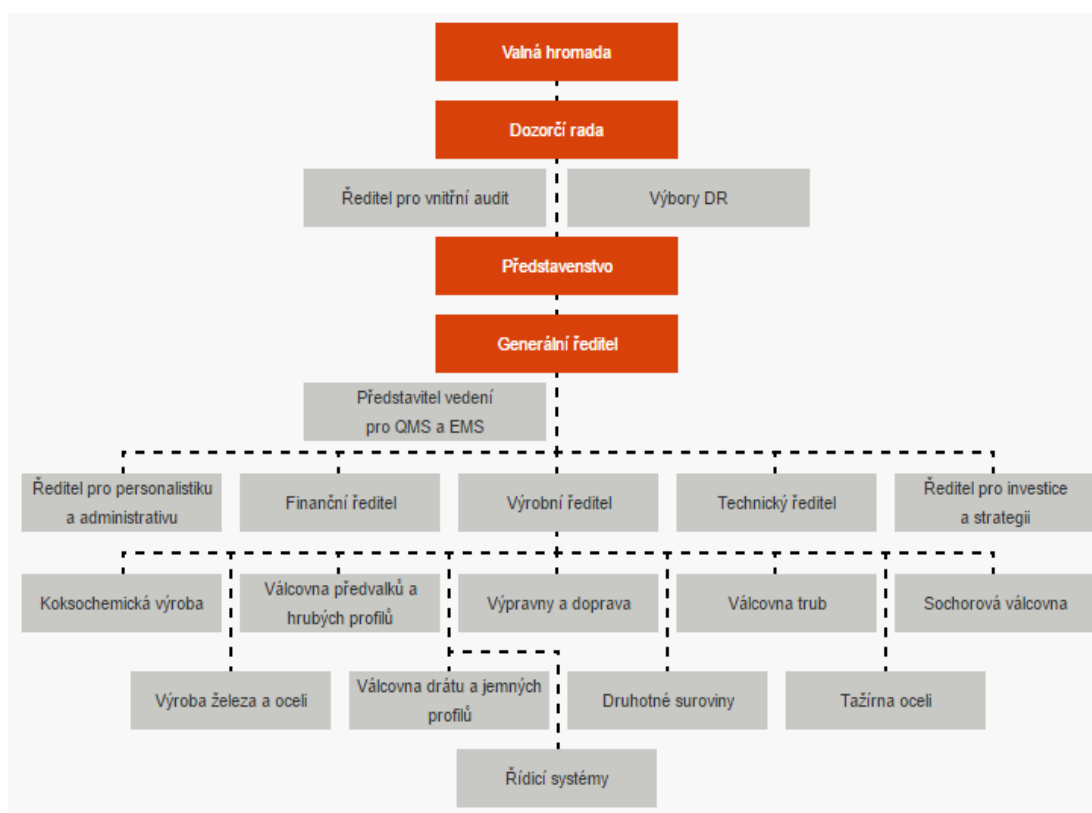 Valná hromada
Dozorčí rada
Ředitel pro vnitřní audit
Výbory DR
Představenstvo
Generální ředitel
Představitel vedení
pro QMS a EMS
Ředitel pro personalistiku
a administrativu
Finanční ředitel
Výrobní ředitel
Technický ředitel
Ředitel pro investice
a strategii
Koksochemická výroba
Válcovna předvalků a
hrubých profilů
Výpravny a doprava
Válcovna trub
Sochorová válcovna
Výroba železa a oceli
Válcovna drátu a jemných
profilů
Druhotné suroviny
Tažírna oceli
Řídicí systémy